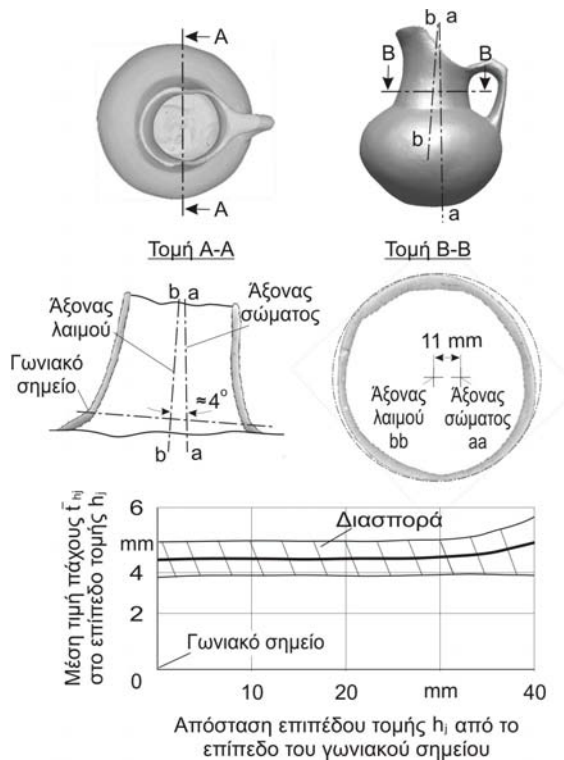 A
A
b
a
B
B
b
a
Τομή Α-Α
Τομή Β-Β
b
a
Άξονας
λαιμού
Άξονας
σώματος
Γωνιακό
σημείο
≈4°
b
a
11 mm
Άξονας
λαιμού
bb
Άξονας
σώματος
aa
Μέση τιμή πάχους t̄hj
στο επίπεδο τομής hj
6
mm
4
2
0
Διασπορά
Γωνιακό σημείο
10
20
mm
40
Απόσταση επιπέδου τομής hj από το
επίπεδο του γωνιακού σημείου